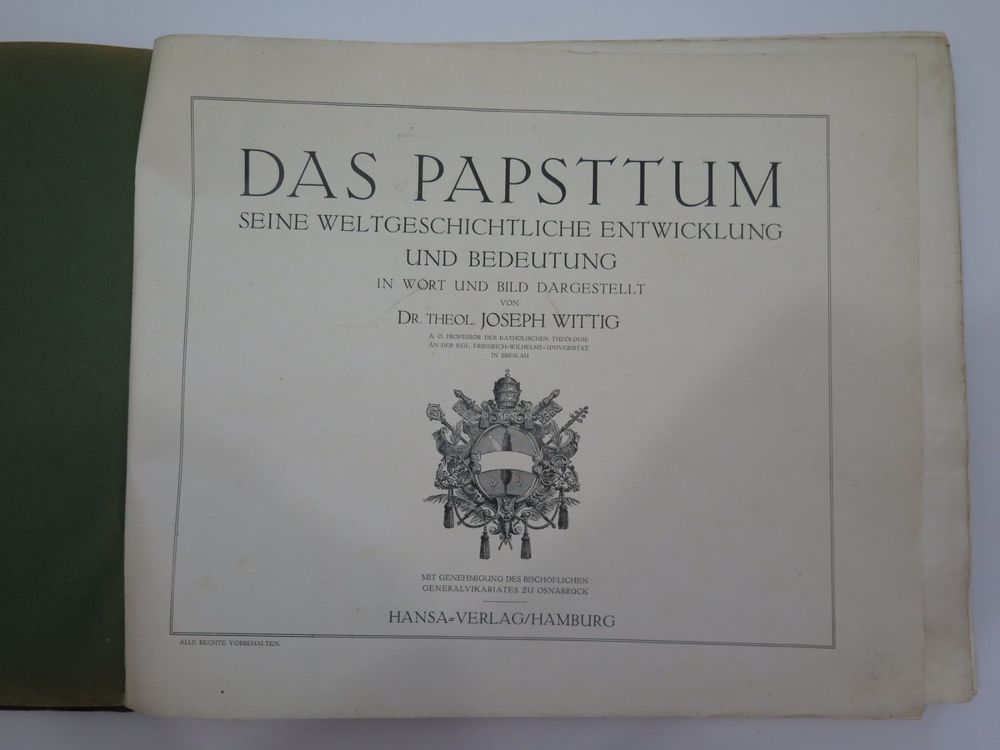 DAS PAPSTTUM
SEINE WELTGESCHICHTLICHE ENTWICKLUNG
UND BEDEUTUNG
IN WORT UND BILD DARGESTELLT
VON
DR. THEOL. JOSEPH WITTIG
A. O. PROFESSOR DER KATHOLISCHEN THEOLOGIE
AN DER KGL. FRIEDRICH-WILHELMS-UNIVERSITÄT
IN BRESLAU
MIT GENEHMIGUNG DES BISCHÖFLICHEN
GENERALVIKARIATES ZU OSNABRÜCK
HANSA=VERLAG/HAMBURG
ALLE RECHTE VORBEHALTEN.